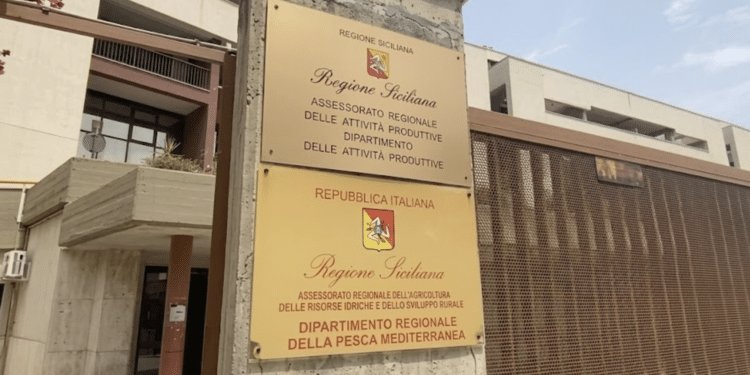 REGIONE SICILIANA
Regione Siciliana
ASSESSORATO REGIONALE
DELLE ATTIVITÀ PRODUTTIVE
DIPARTIMENTO
DELLE ATTIVITÀ PRODUTTIVE
REPUBBLICA ITALIANA
Regione Siciliana
ASSESSORATO REGIONALE DELL'AGRICOLTURA
DELLE RISORSE IDRICHE E DELLO SVILUPPO RURALE
DIPARTIMENTO REGIONALE
DELLA PESCA MEDITERRANEA